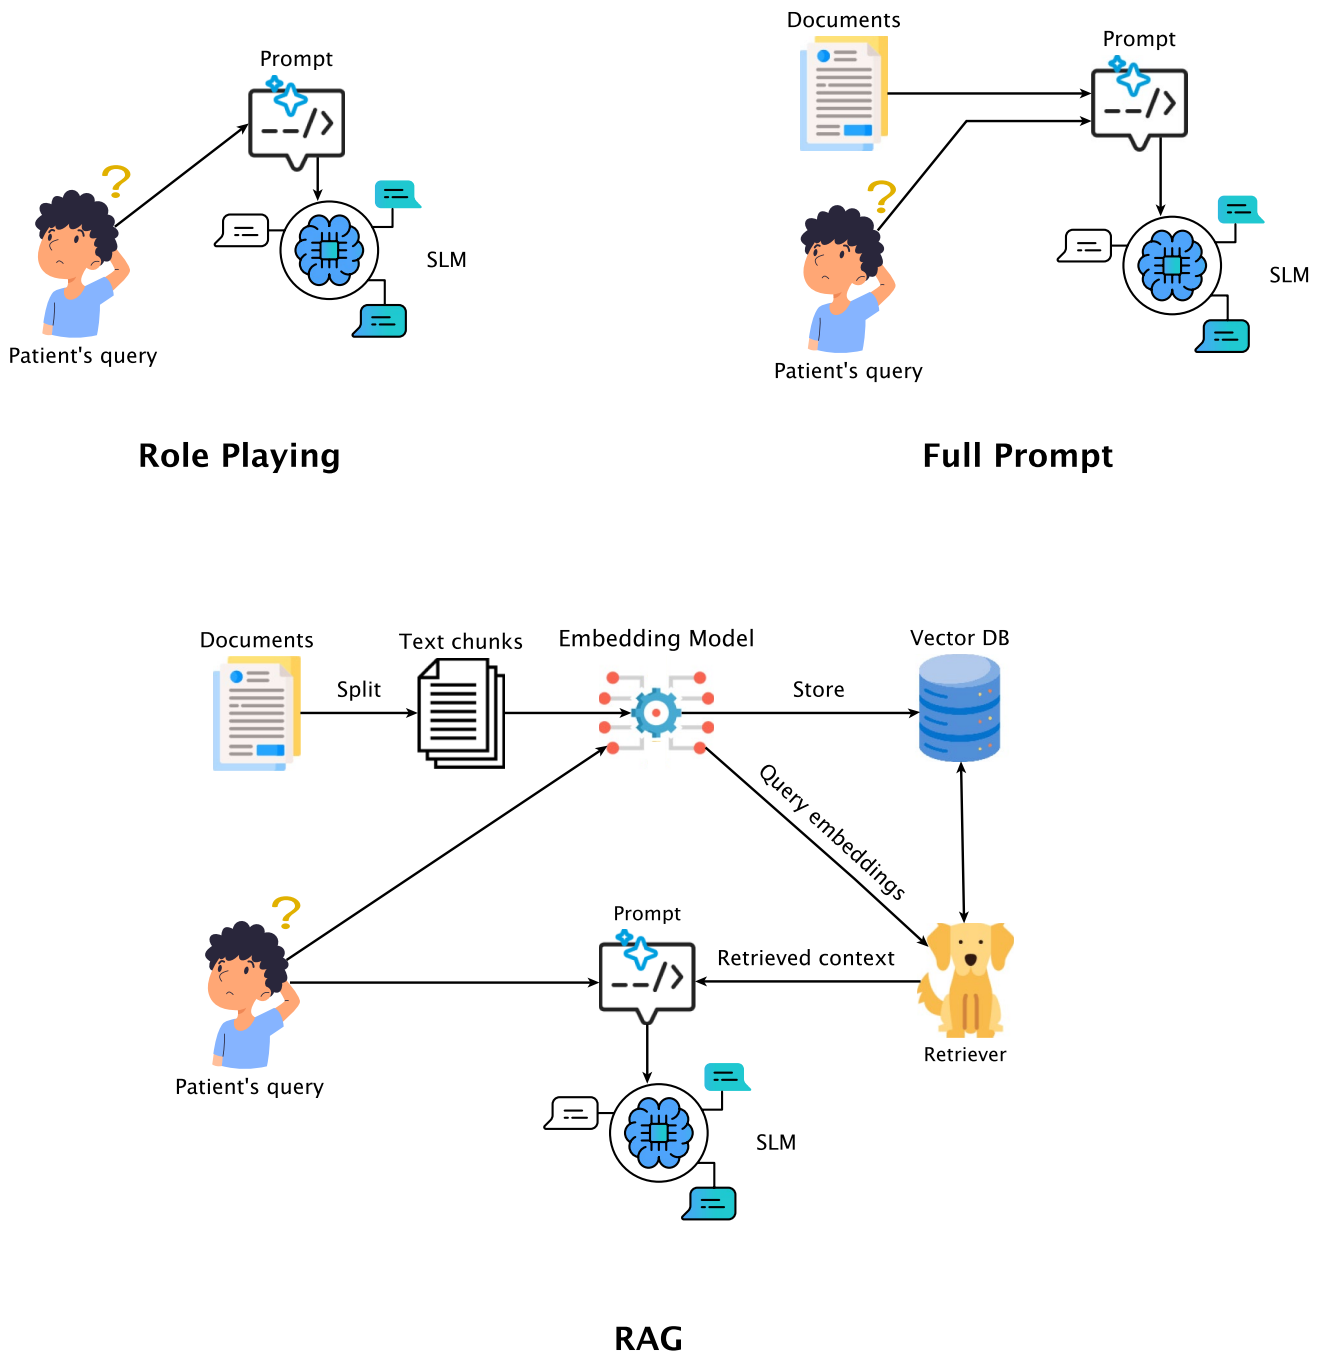 Prompt
?
Patient's query
SLM
Role Playing
Documents
Prompt
?
Patient's query
SLM
Full Prompt
Documents
Split
Text chunks
Embedding Model
Store
Vector DB
Query embeddings
?
Patient's query
Prompt
Retrieved context
Retriever
SLM
RAG